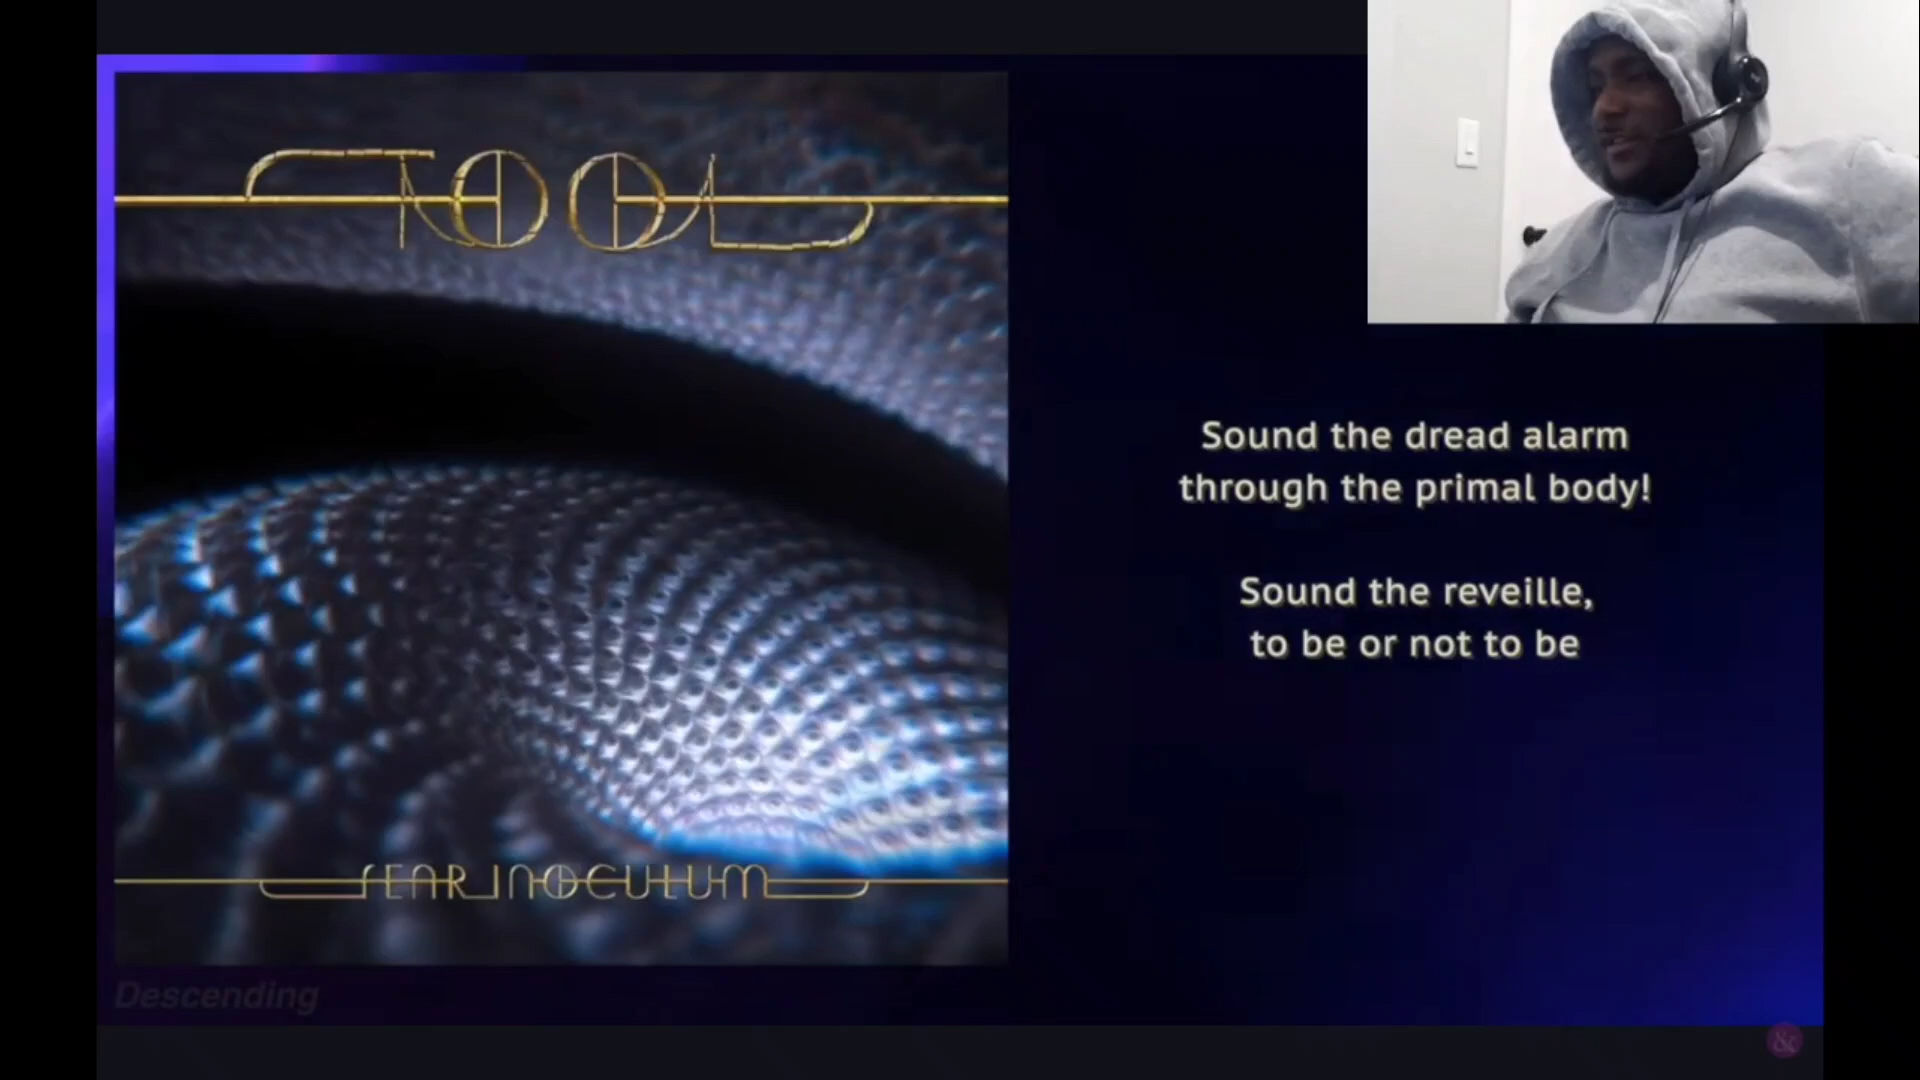 TOOL
Sound the dread alarm
through the primal body!
Sound the reveille,
to be or not to be
FEAR INOCULUM
Descending
&